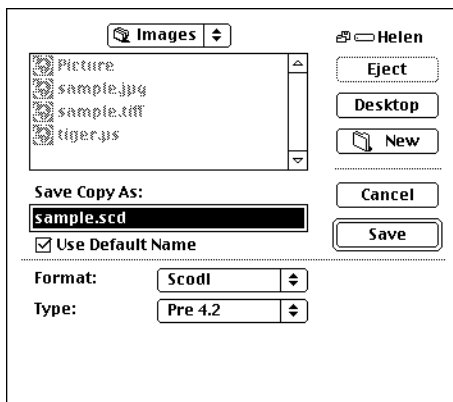 Images
Helen
Picture
sample.jpg
sample.tiff
tiger.ps
Eject
Desktop
New
Save Copy As:
sample.scd
Use Default Name
Cancel
Save
Format: Scodl
Type: Pre 4.2